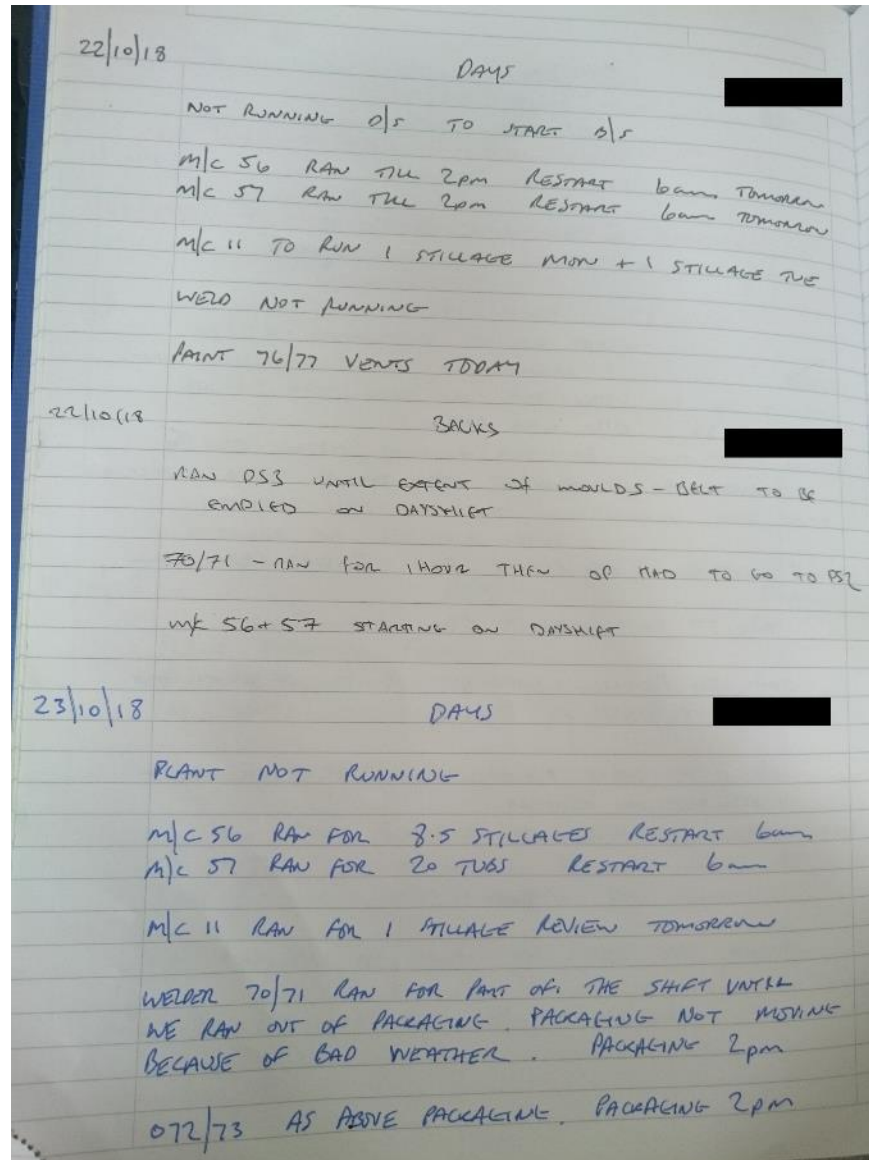 22/10/18
DAYS
NOT RUNNING D/S TO START B/S
M/C 56 RAN TILL 2pm RESTART 6am TOMORROW
M/C 57 RAN TILL 2pm RESTART 6am TOMORROW
M/C 11 TO RUN 1 STILLAGE MON + 1 STILLAGE TUE
WELD NOT RUNNING
PAINT 76/77 VENTS TODAY
22/10/18
BACKS
RAN DS3 UNTIL EXTENT OF MOULDS - BELT TO BE
EMPIED ON DAYSHIFT
70/71 - RAN FOR 1 HOUR THEN OP HAD TO GO TO
M/C 56 + 57 STARTING ON DAYSHIFT
23/10/18
DAYS
PLANT NOT RUNNING
M/C 56 RAN FOR 8.5 STILLAGES RESTART 6am
M/C 57 RAN FOR 20 TUBS RESTART 6am
M/C 11 RAN FOR 1 STILLAGE REVIEW TOMORROW
WELDER 70/71 RAN FOR PART OF THE SHIFT UNTILL
WE RAN OUT OF PACKAGING. PACKAGING NOT MOVING
BECAUSE OF BAD WEATHER. PACKAGING 2pm
072/73 AS ABOVE PACKAGING. PACKAGING 2pm